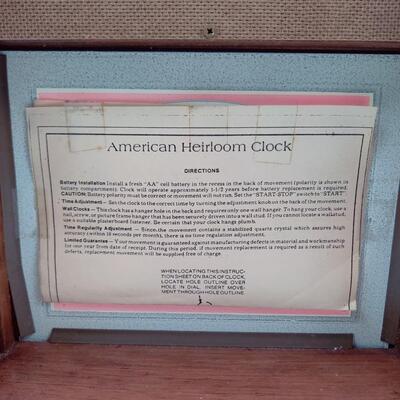 American Heirloom Clock
DIRECTIONS
Battery Installation Install a fresh "AA" cell battery in the recess in the back of movement (polarity is shown in
battery compartment). Clock will operate approximately 1-1/2 years before battery replacement is required.
CAUTION: Battery polarity must be correct or movement will not run. Set the "START-STOP" switch to "START".
Time Adjustment — Set the clock to the correct time by turning the adjustment knob on the back of the movement.
Wall Clocks — This clock has a hanger hole in the back and requires only one wall hanger. To hang your clock, use a
nail, screw, or picture frame hanger that has been securely driven into a wall stud. If you cannot locate a wallstud,
use a suitable plasterboard fastener. Be certain that your clock hangs plumb.
Time Regularity Adjustment — Since the movement contains a stabilized quartz crystal which assures high
accuracy (within 15 seconds per month), there is no time regulation adjustment.
Limited Guarantee — Your movement is guaranteed against manufacturing defects in material and workmanship
for one year from date of receipt. During this period, if movement replacement is required as a result of such
defects, replacement movement will be supplied free of charge.
WHEN LOCATING THIS INSTRUC-
TION SHEET ON BACK OF CLOCK,
LOCATE HOLE OUTLINE OVER
HOLE IN DIAL. INSERT MOVE-
MENT THROUGH HOLE OUTLINE.